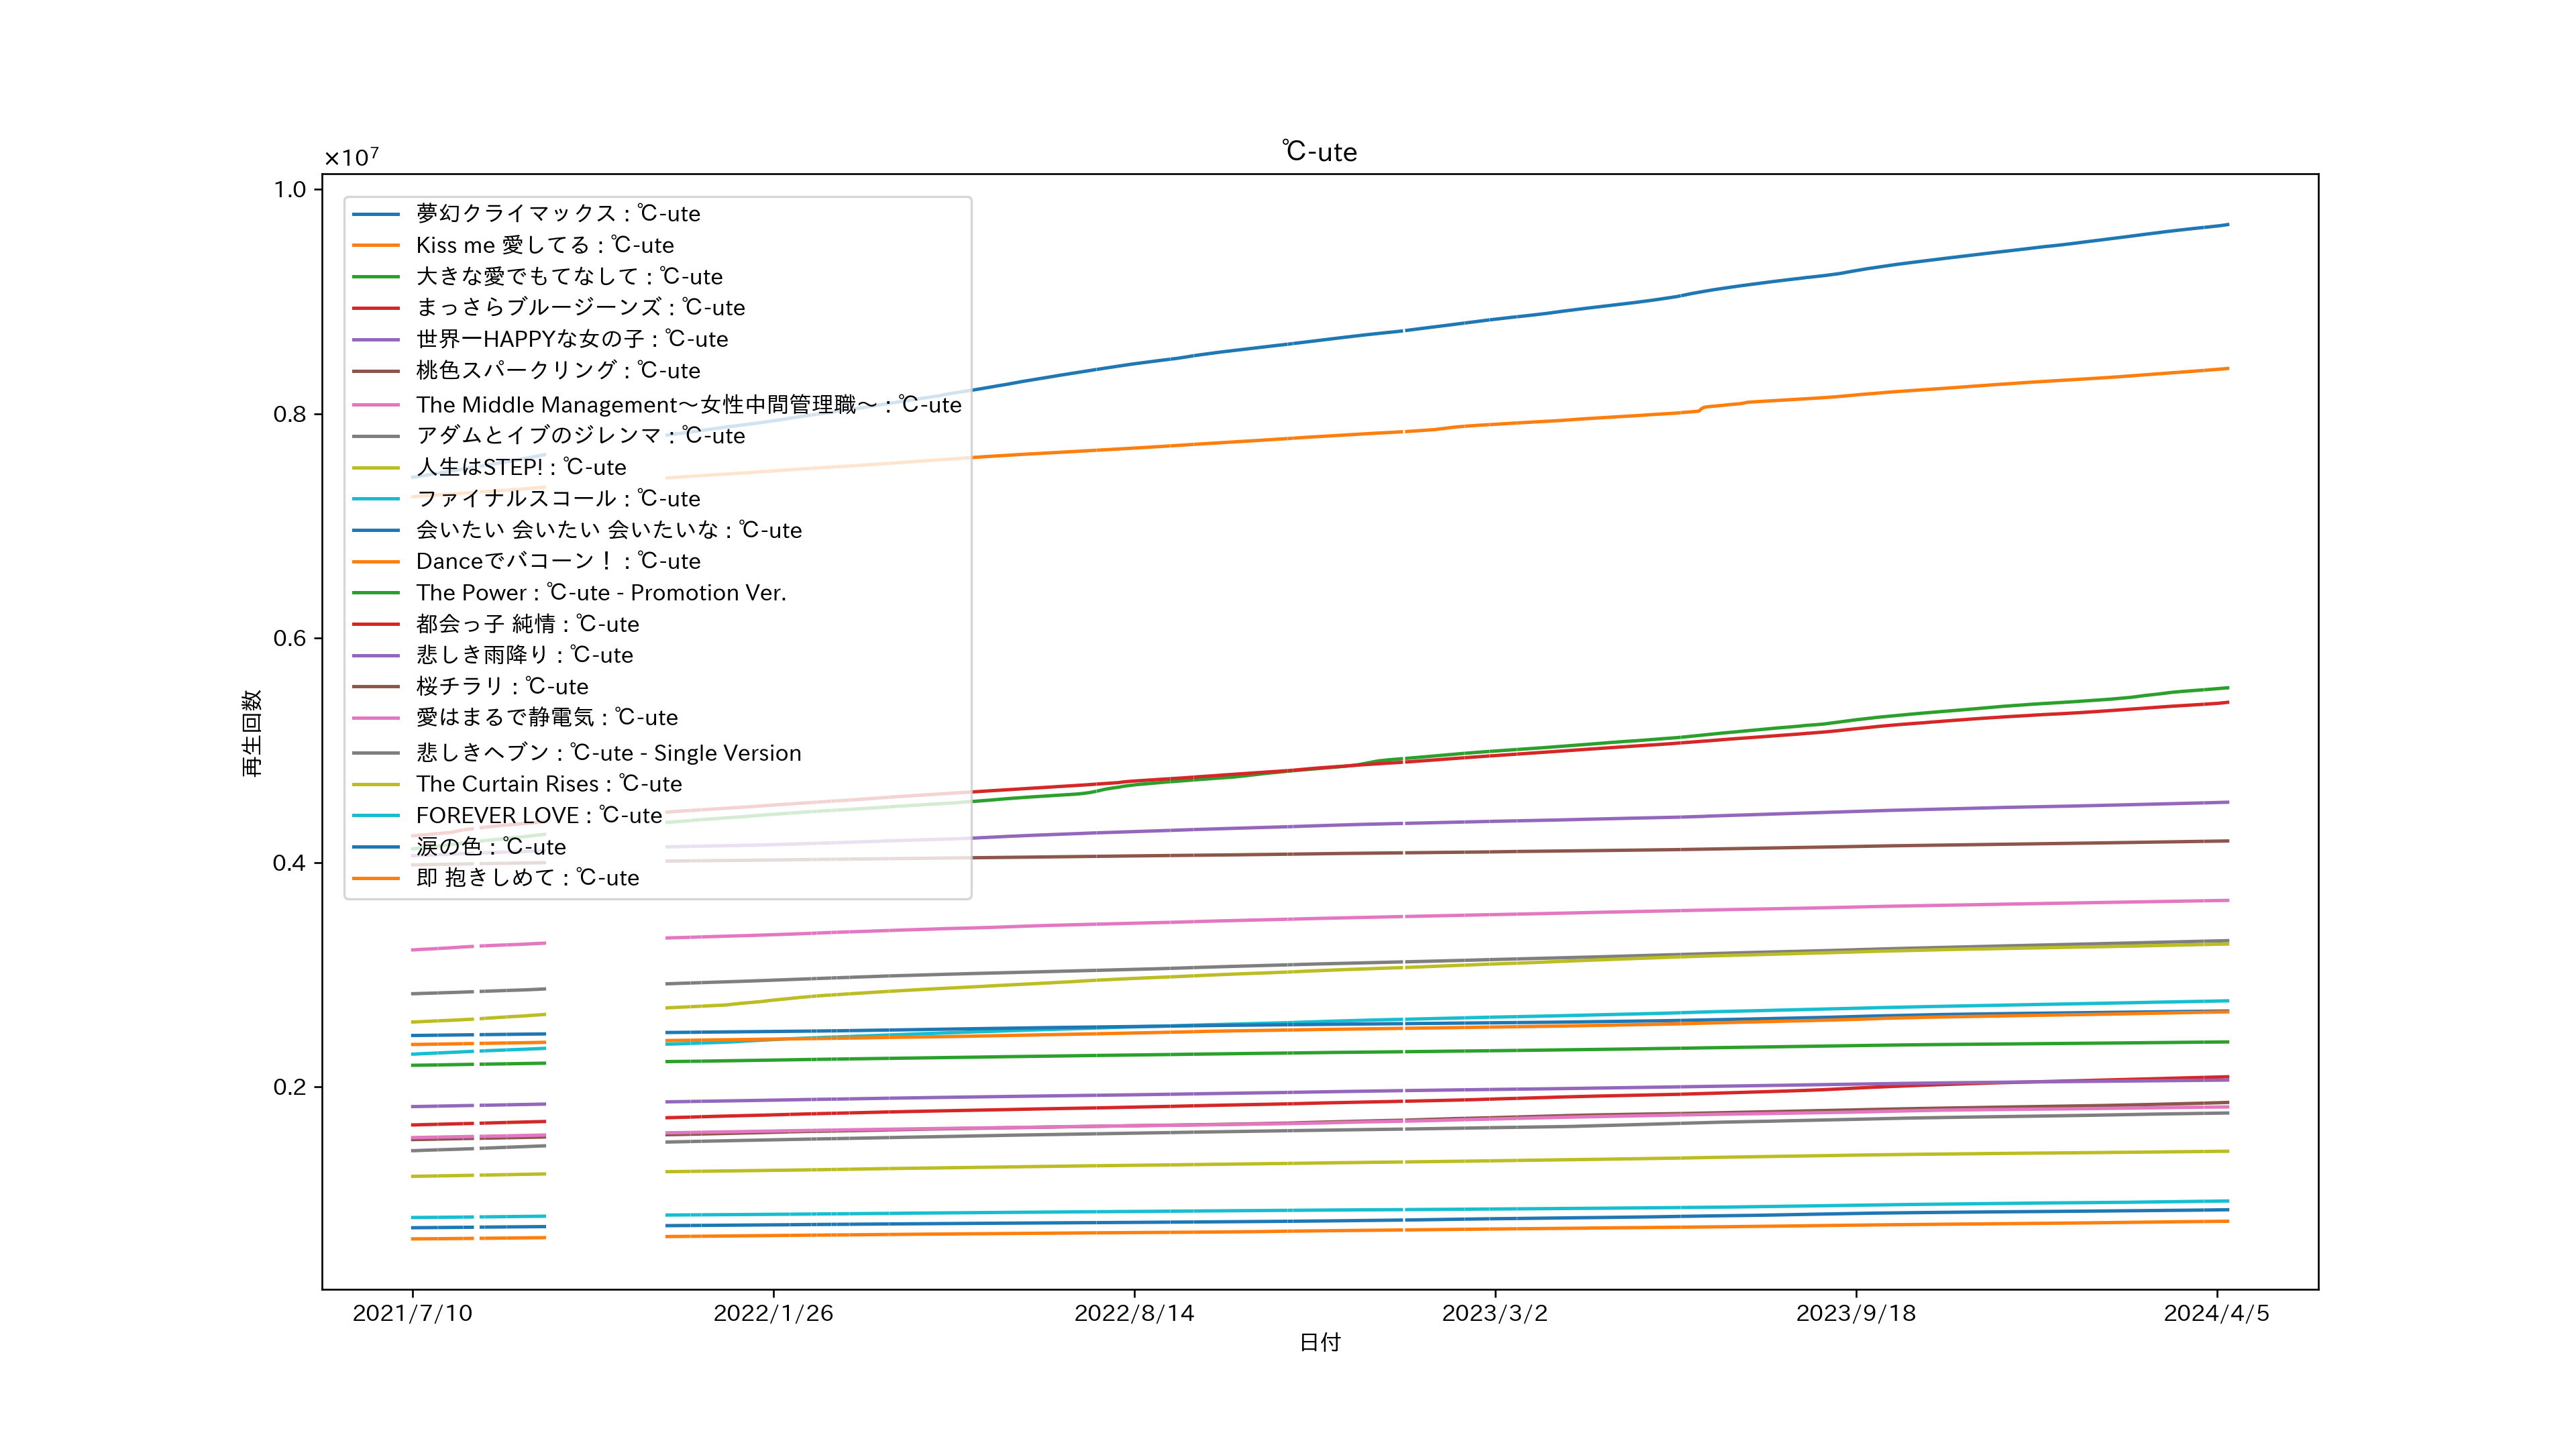 ℃-ute
×10⁷
1.0
0.8
0.6
0.4
0.2
再生回数
夢幻クライマックス : ℃-ute
Kiss me 愛してる : ℃-ute
大きな愛でもてなして : ℃-ute
まっさらブルージーンズ : ℃-ute
世界一HAPPYな女の子 : ℃-ute
桃色スパークリング : ℃-ute
The Middle Management〜女性中間管理職〜 : ℃-ute
アダムとイブのジレンマ : ℃-ute
人生はSTEP! : ℃-ute
ファイナルスコール : ℃-ute
会いたい 会いたい 会いたいな : ℃-ute
Danceでバコーン！ : ℃-ute
The Power : ℃-ute - Promotion Ver.
都会っ子 純情 : ℃-ute
悲しき雨降り : ℃-ute
桜チラリ : ℃-ute
愛はまるで静電気 : ℃-ute
悲しきヘブン : ℃-ute - Single Version
The Curtain Rises : ℃-ute
FOREVER LOVE : ℃-ute
涙の色 : ℃-ute
即 抱きしめて : ℃-ute
2021/7/10
2022/1/26
2022/8/14
2023/3/2
2023/9/18
2024/4/5
日付